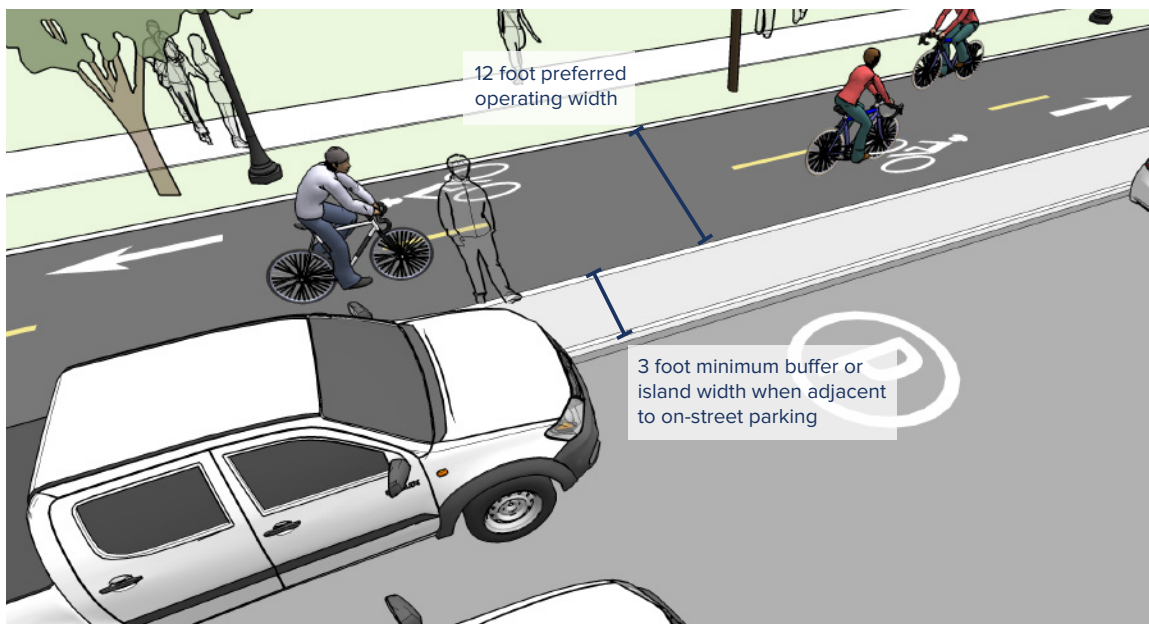 12 foot preferred
operating width
3 foot minimum buffer or
island width when adjacent
to on-street parking
P